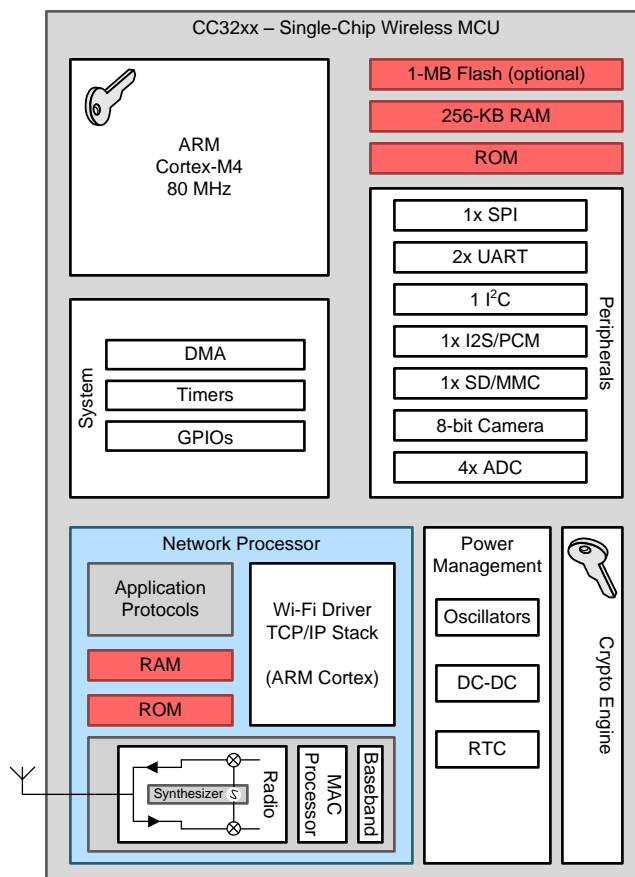 CC32xx – Single-Chip Wireless MCU
ARM
Cortex-M4
80 MHz
1-MB Flash (optional)
256-KB RAM
ROM
1x SPI
2x UART
1 I²C
1x I2S/PCM
1x SD/MMC
8-bit Camera
4x ADC
Peripherals
System
DMA
Timers
GPIOs
Network Processor
Application
Protocols
RAM
ROM
Wi-Fi Driver
TCP/IP Stack
(ARM Cortex)
Synthesizer
Radio
MAC
Processor
Baseband
Power
Management
Oscillators
DC-DC
RTC
Crypto Engine